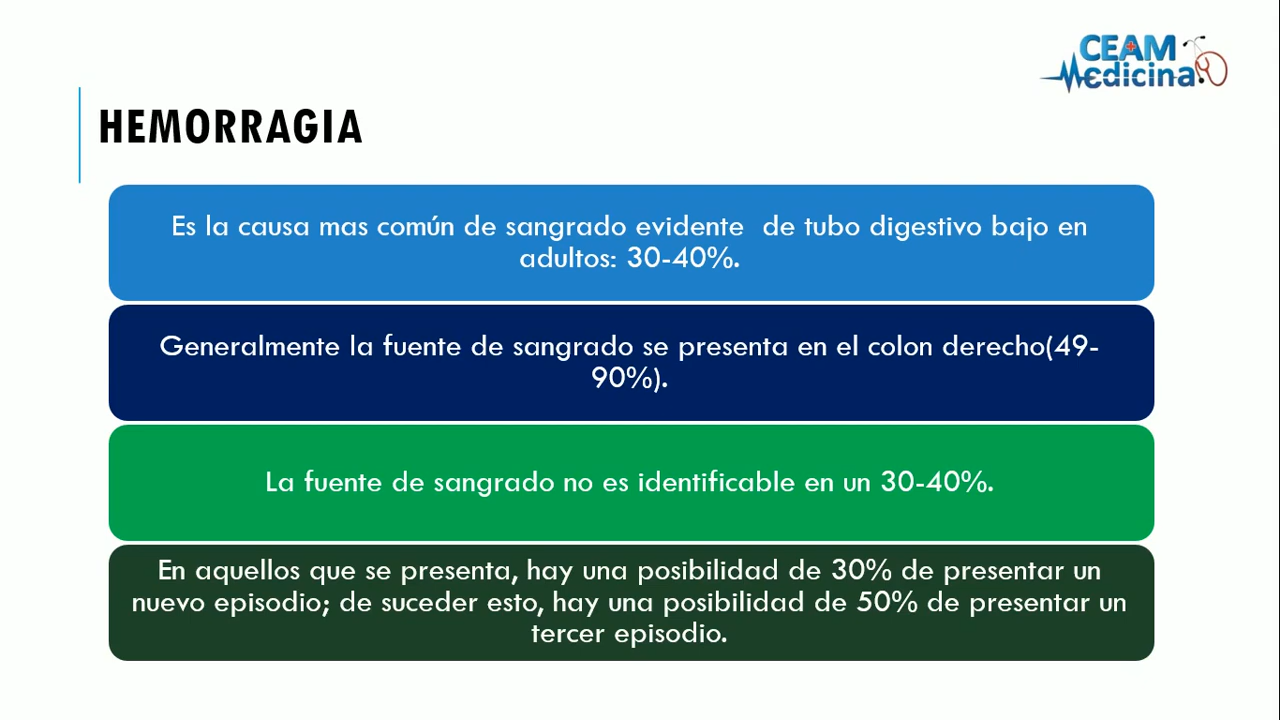 CEAM
Medicina
HEMORRAGIA
Es la causa mas común de sangrado evidente  de tubo digestivo bajo en
adultos: 30-40%.
Generalmente la fuente de sangrado se presenta en el colon derecho(49-
90%).
La fuente de sangrado no es identificable en un 30-40%.
En aquellos que se presenta, hay una posibilidad de 30% de presentar un
nuevo episodio; de suceder esto, hay una posibilidad de 50% de presentar un
tercer episodio.